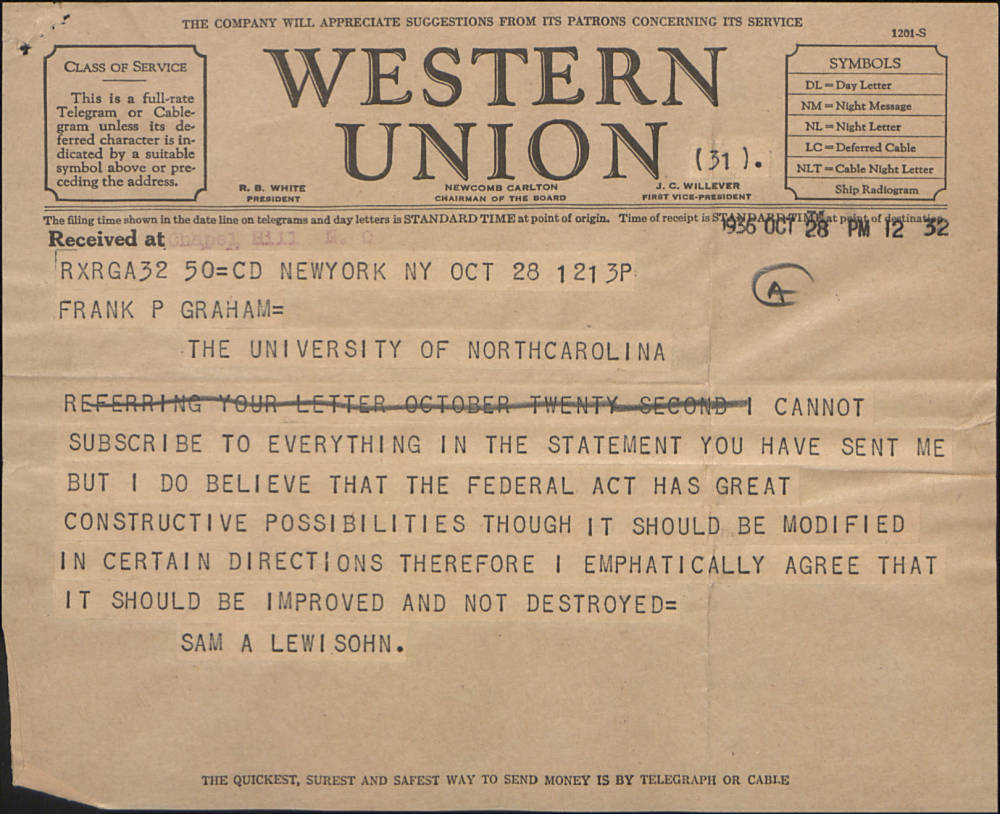 THE COMPANY WILL APPRECIATE SUGGESTIONS FROM ITS PATRONS CONCERNING ITS SERVICE
1201-S
CLASS OF SERVICE
This is a full-rate
Telegram or Cable-
gram unless its de-
ferred character is in-
dicated by a suitable
symbol above or pre-
ceding the address.
WESTERN
UNION
(31).
R. B. WHITE
PRESIDENT
NEWCOMB CARLTON
CHAIRMAN OF THE BOARD
J. C. WILLEVER
FIRST VICE-PRESIDENT
SYMBOLS
DL = Day Letter
NM = Night Message
NL = Night Letter
LC = Deferred Cable
NLT = Cable Night Letter
Ship Radiogram
The filing time shown in the date line on telegrams and day letters is STANDARD TIME at point of origin. Time of receipt is STANDARD TIME at point of destination
Received at Chapel Hill N. C
1936 OCT 28 PM 12 32
RXRGA32 50=CD NEWYORK NY OCT 28 1213P
A
FRANK P GRAHAM=
THE UNIVERSITY OF NORTHCAROLINA
REFERRING YOUR LETTER OCTOBER TWENTY SECOND I CANNOT
SUBSCRIBE TO EVERYTHING IN THE STATEMENT YOU HAVE SENT ME
BUT I DO BELIEVE THAT THE FEDERAL ACT HAS GREAT
CONSTRUCTIVE POSSIBILITIES THOUGH IT SHOULD BE MODIFIED
IN CERTAIN DIRECTIONS THEREFORE I EMPHATICALLY AGREE THAT
IT SHOULD BE IMPROVED AND NOT DESTROYED=
SAM A LEWISOHN.
THE QUICKEST, SUREST AND SAFEST WAY TO SEND MONEY IS BY TELEGRAPH OR CABLE